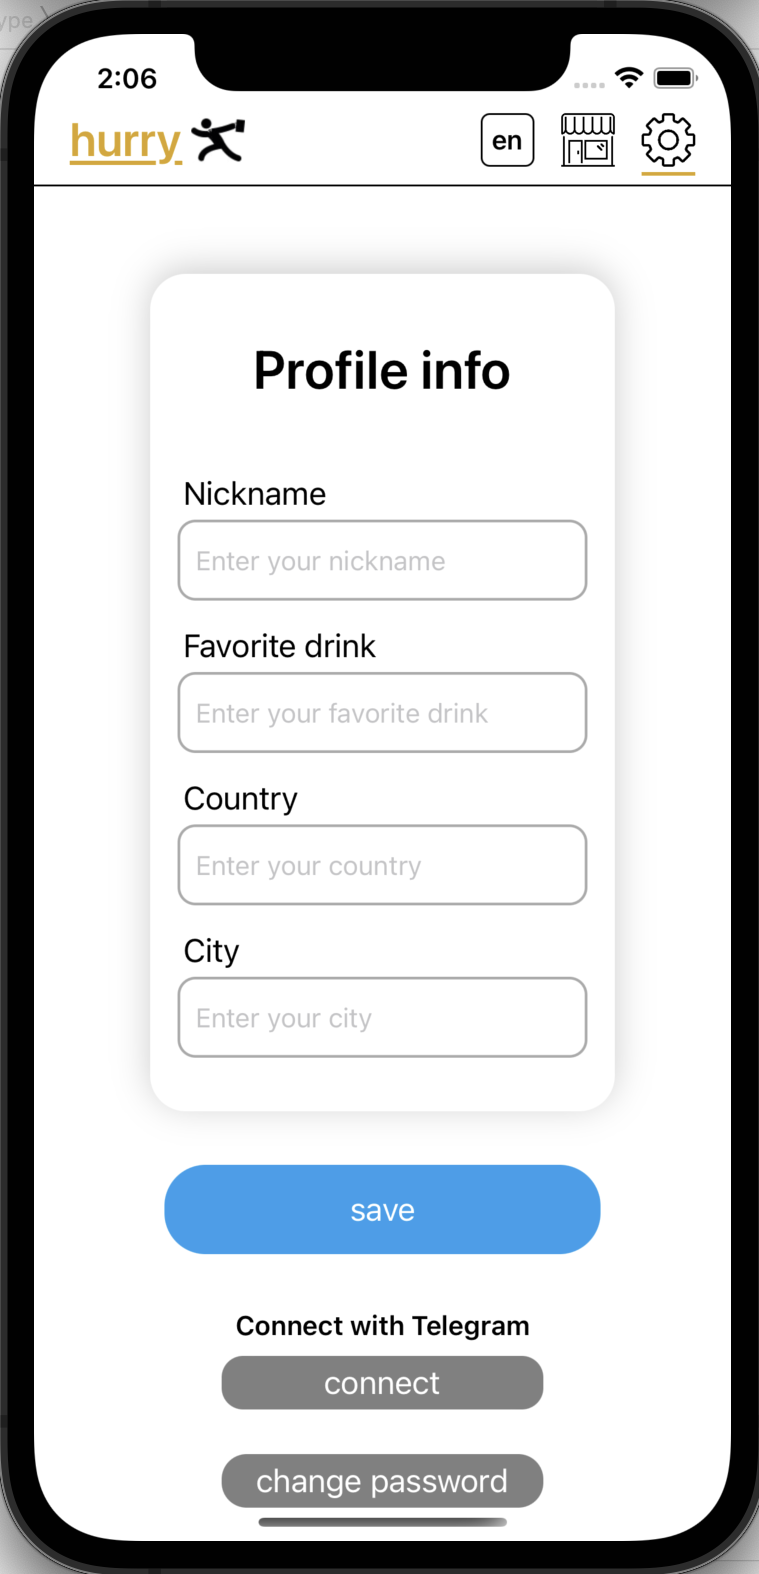 ype
2:06
hurry
en
Profile info
Nickname
Enter your nickname
Favorite drink
Enter your favorite drink
Country
Enter your country
City
Enter your city
save
Connect with Telegram
connect
change password